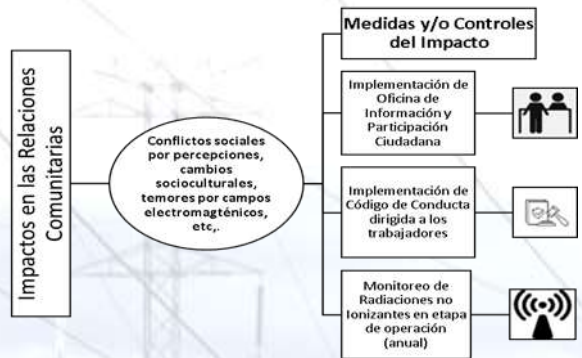 Impactos en las Relaciones
Comunitarias
Conflictos sociales
por percepciones,
cambios
socioculturales,
temores por campos
electromagténicos,
etc,.
Medidas y/o Controles
del Impacto
Implementación de
Oficina de
Información y
Participación
Ciudadana
Implementación de
Código de Conducta
dirigida a los
trabajadores
Monitoreo de
Radiaciones no
Ionizantes en etapa
de operación
(anual)